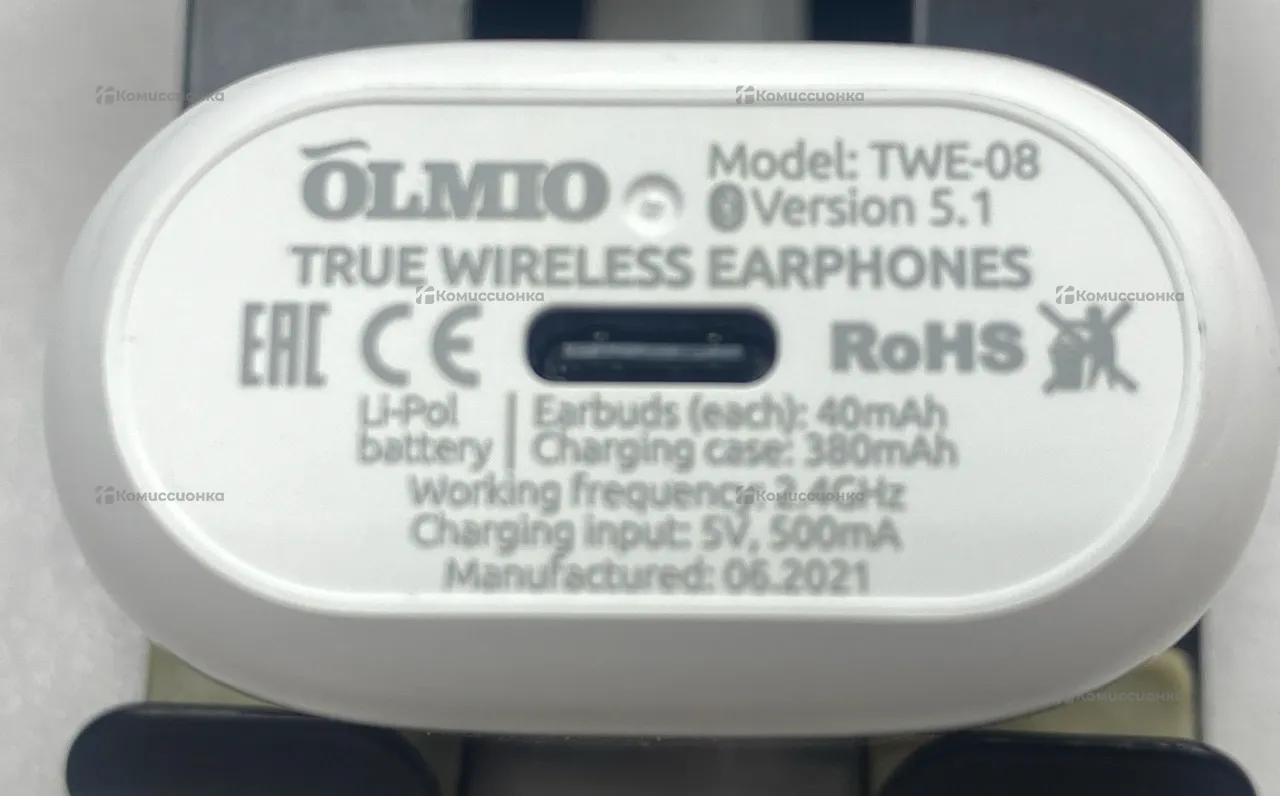 Комиссионка Комиссионка
ŌLMIO
Model: TWE-08
Version 5.1
TRUE WIRELESS EARPHONES
Комиссионка Комиссионка
EAC CE RoHS
Li-Pol battery
Earbuds (each): 40mAh
Charging case: 380mAh
Комиссионка Комиссионка
Working frequency: 2.4GHz
Charging input: 5V, 500mA
Manufactured: 06.2021
Комиссионка